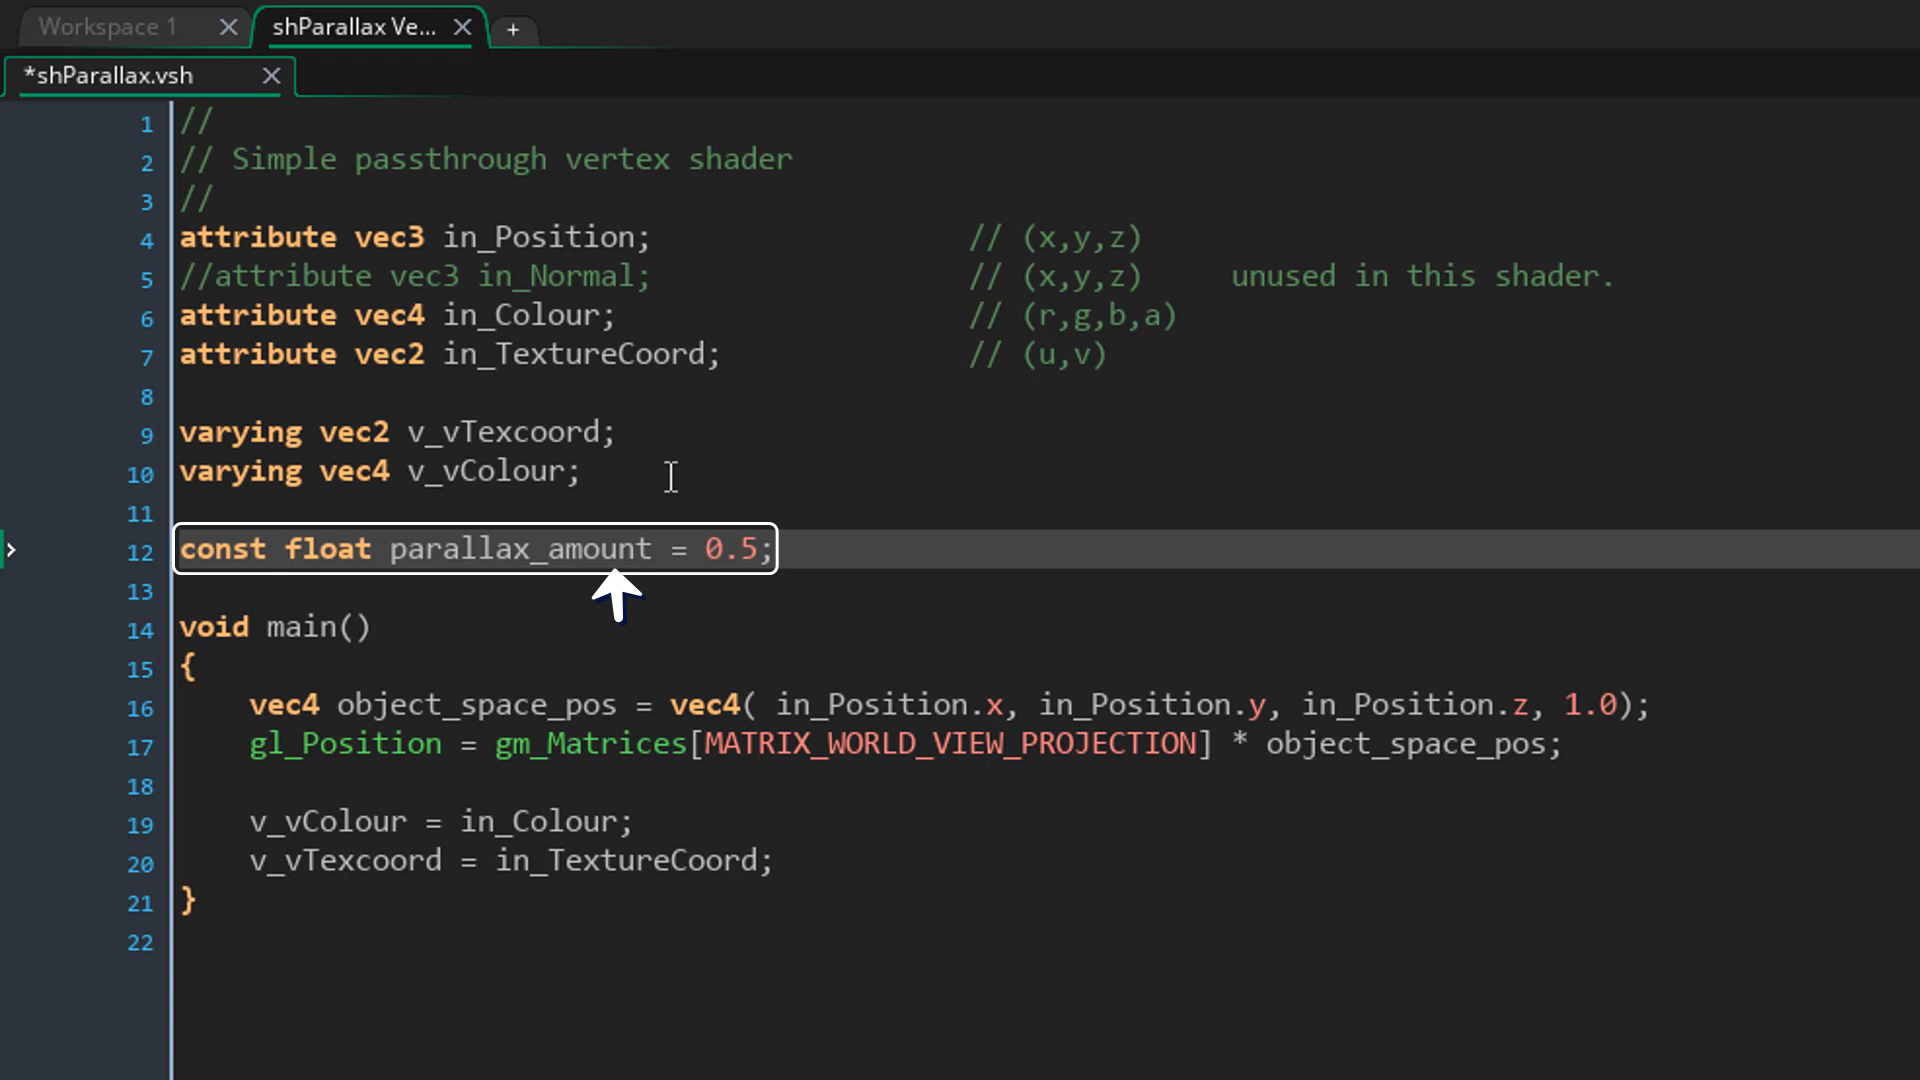 Workspace 1
shParallax Ve...
+
*shParallax.vsh
1 //
2 // Simple passthrough vertex shader
3 //
4 attribute vec3 in_Position; // (x,y,z)
5 //attribute vec3 in_Normal; // (x,y,z) unused in this shader.
6 attribute vec4 in_Colour; // (r,g,b,a)
7 attribute vec2 in_TextureCoord; // (u,v)
8
9 varying vec2 v_vTexcoord;
10 varying vec4 v_vColour;
11
12 const float parallax_amount = 0.5;
13
14 void main()
15 {
16 vec4 object_space_pos = vec4( in_Position.x, in_Position.y, in_Position.z, 1.0);
17 gl_Position = gm_Matrices[MATRIX_WORLD_VIEW_PROJECTION] * object_space_pos;
18
19 v_vColour = in_Colour;
20 v_vTexcoord = in_TextureCoord;
21 }
22